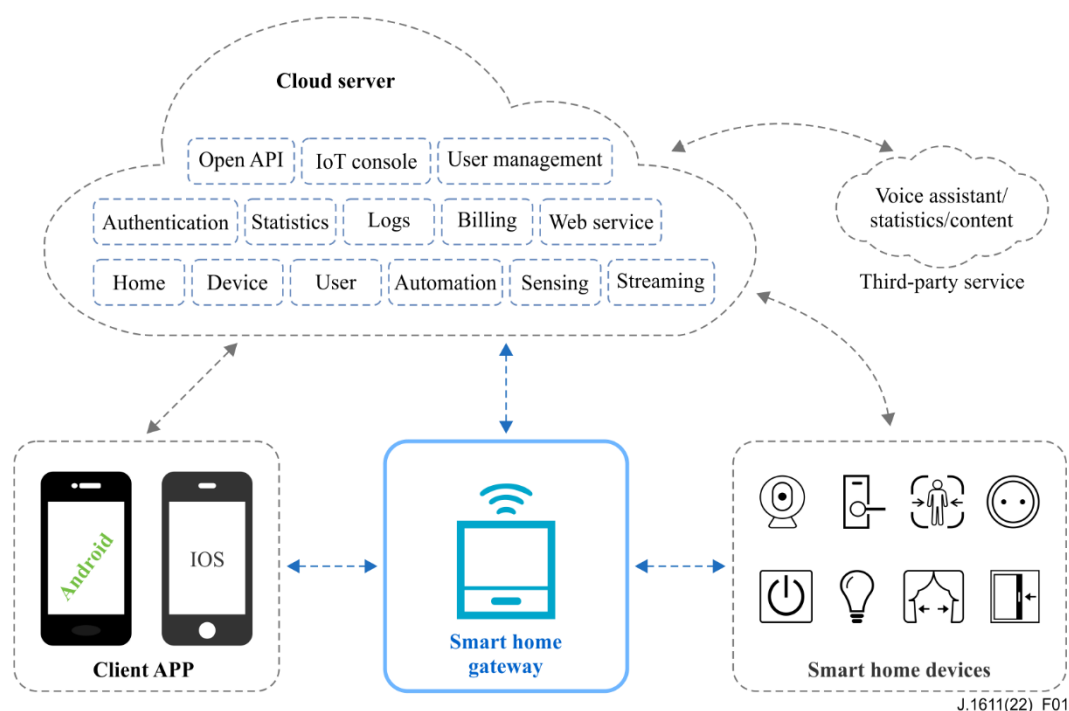 Cloud server
Open API
IoT console
User management
Authentication
Statistics
Logs
Billing
Web service
Home
Device
User
Automation
Sensing
Streaming
Voice assistant/
statistics/content
Third-party service
Android
IOS
Client APP
Smart home
gateway
Smart home devices
J.1611(22)_F01